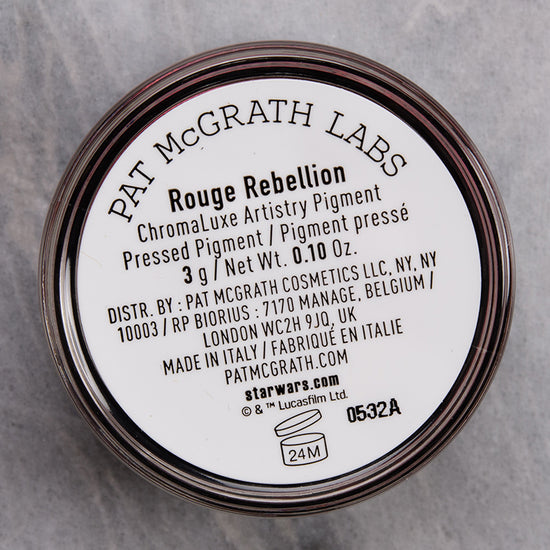 PAT McGRATH LABS
Rouge Rebellion
ChromaLuxe Artistry Pigment
Pressed Pigment / Pigment pressé
3 g / Net Wt. 0.10 Oz.
DISTR. BY : PAT MCGRATH COSMETICS LLC, NY, NY
10003 / RP BIORIUS : 7170 MANAGE, BELGIUM /
LONDON WC2H 9JQ, UK
MADE IN ITALY / FABRIQUÉ EN ITALIE
PATMCGRATH.COM
starwars.com
© & ™ Lucasfilm Ltd.
0532A
24M